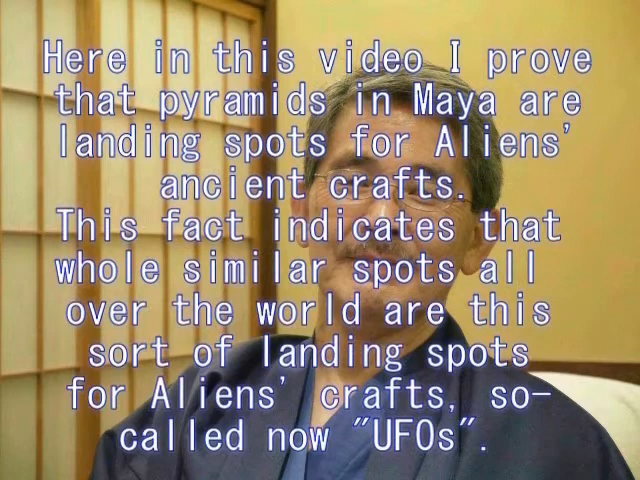 Here in this video I prove
that pyramids in Maya are
landing spots for Aliens'
ancient crafts.
This fact indicates that
whole similar spots all
over the world are this
sort of landing spots
for Aliens' crafts, so-
called now "UFOs".